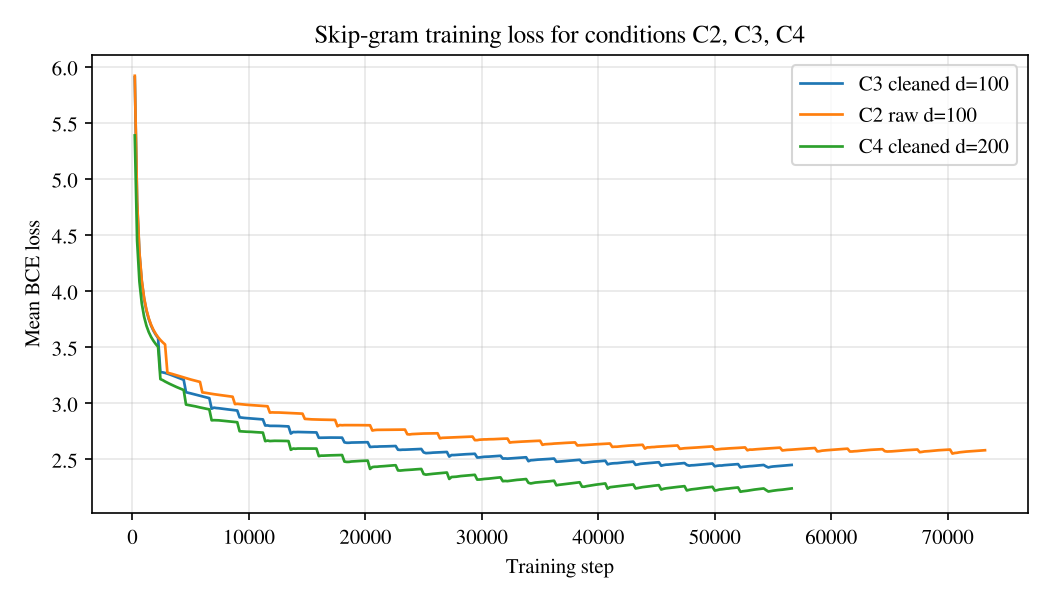 Skip-gram training loss for conditions C2, C3, C4
C3 cleaned d=100
C2 raw d=100
C4 cleaned d=200
Mean BCE loss
6.0
5.5
5.0
4.5
4.0
3.5
3.0
2.5
0 10000 20000 30000 40000 50000 60000 70000
Training step